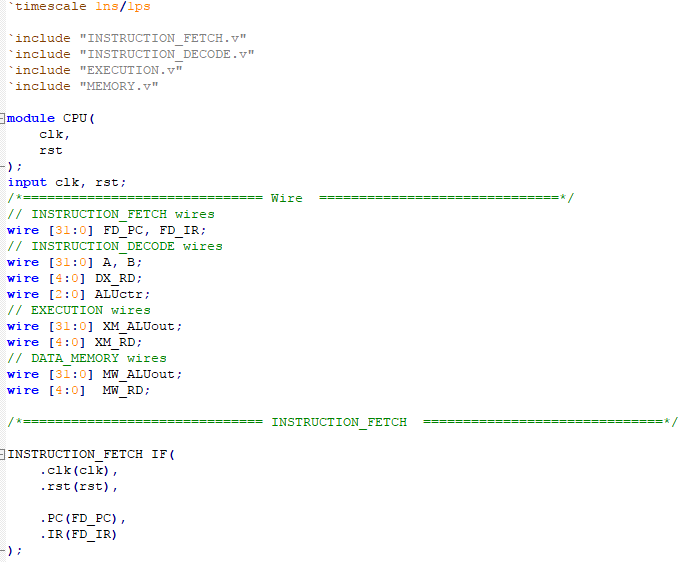 `timescale 1ns/1ps
`include "INSTRUCTION_FETCH.v"
`include "INSTRUCTION_DECODE.v"
`include "EXECUTION.v"
`include "MEMORY.v"
module CPU(
clk,
rst
);
input clk, rst;
/*============================== Wire  ==============================*/
// INSTRUCTION_FETCH wires
wire [31:0] FD_PC, FD_IR;
// INSTRUCTION_DECODE wires
wire [31:0] A, B;
wire [4:0] DX_RD;
wire [2:0] ALUctr;
// EXECUTION wires
wire [31:0] XM_ALUout;
wire [4:0] XM_RD;
// DATA_MEMORY wires
wire [31:0] MW_ALUout;
wire [4:0]  MW_RD;
/*============================== INSTRUCTION_FETCH  ==============================*/
INSTRUCTION_FETCH IF(
.clk(clk),
.rst(rst),
.PC(FD_PC),
.IR(FD_IR)
);